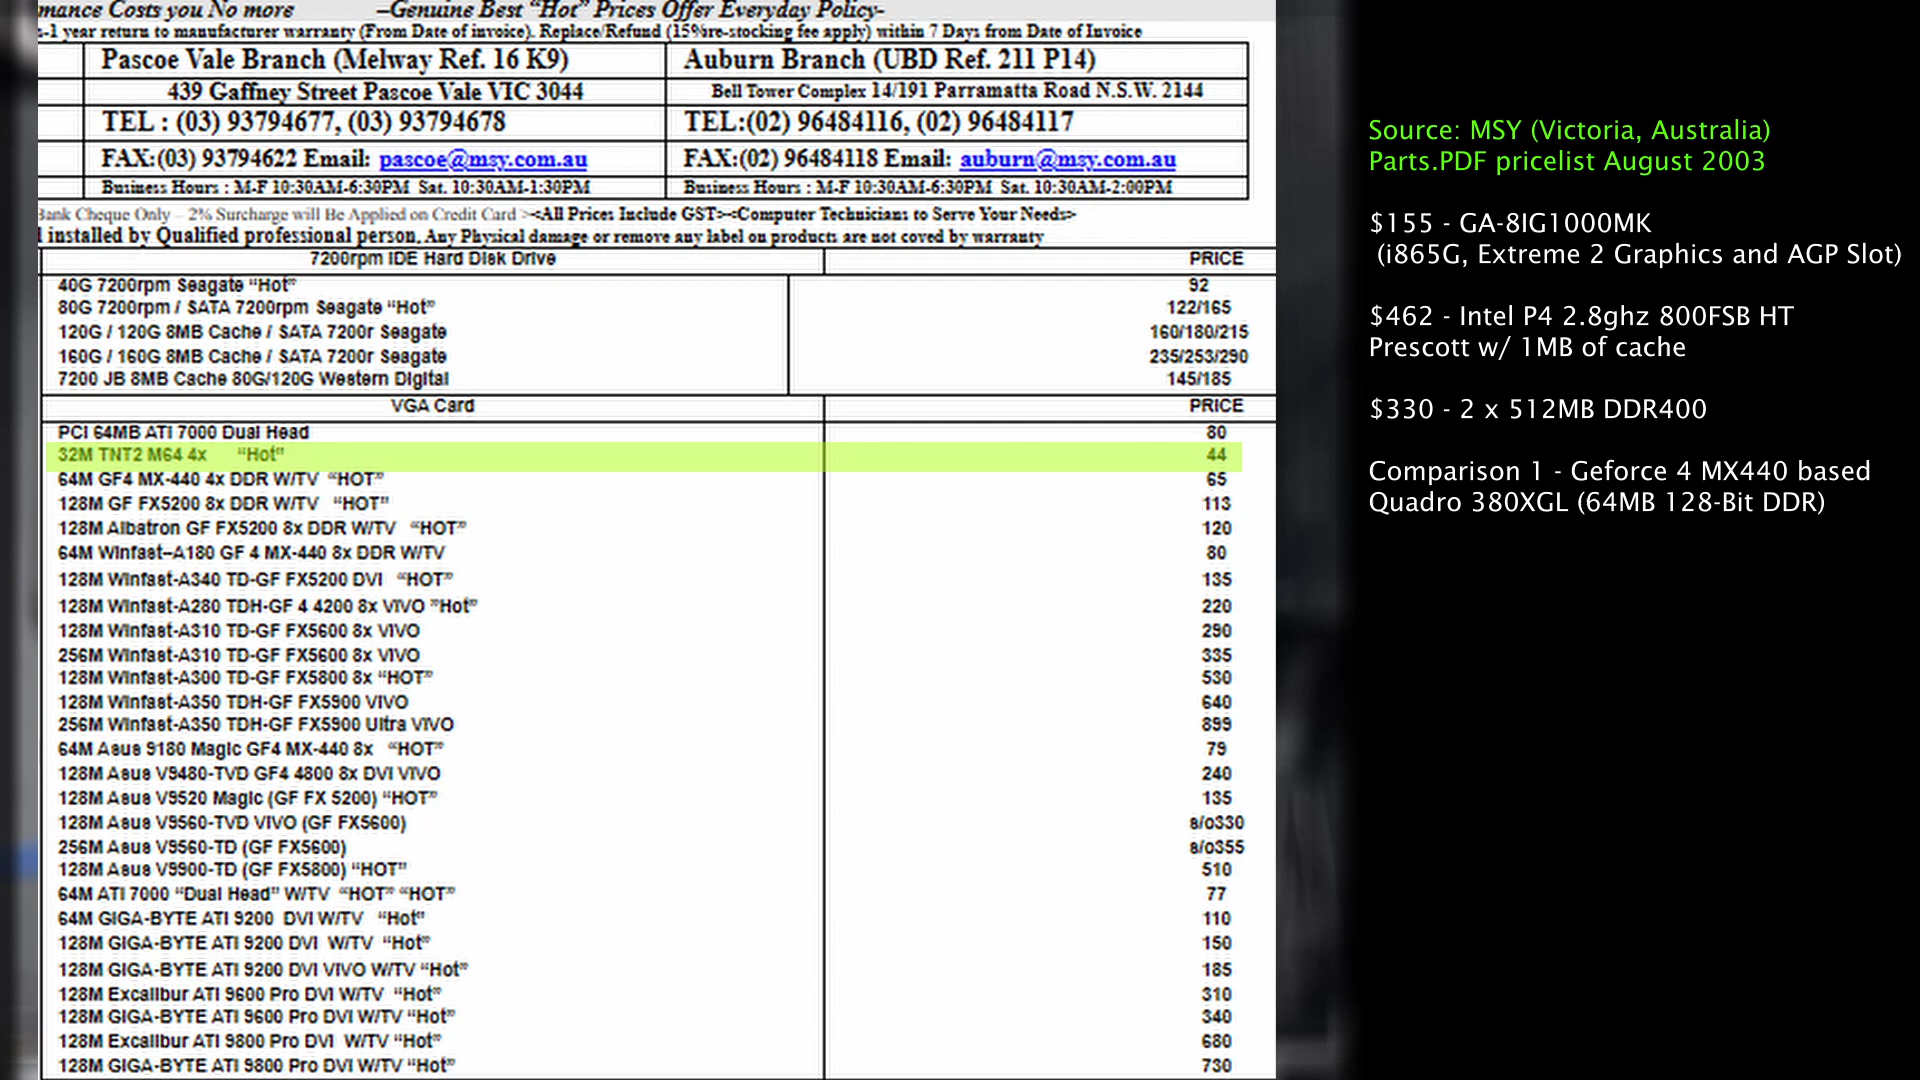 mance Costs you No more –Genuine Best “Hot” Prices Offer Everyday Policy-
s-1 year return to manufacturer warranty (From Date of invoice). Replace/Refund (15%re-stocking fee apply) within 7 Days from Date of Invoice
Pascoe Vale Branch (Melway Ref. 16 K9) Auburn Branch (UBD Ref. 211 P14)
439 Gaffney Street Pascoe Vale VIC 3044 Bell Tower Complex 14/191 Parramatta Road N.S.W. 2144
TEL : (03) 93794677, (03) 93794678 TEL:(02) 96484116, (02) 96484117
FAX:(03) 93794622 Email: pascoe@msy.com.au FAX:(02) 96484118 Email: auburn@msy.com.au
Business Hours : M-F 10:30AM-6:30PM Sat. 10:30AM-1:30PM Business Hours : M-F 10:30AM-6:30PM Sat. 10:30AM-2:00PM
Bank Cheque Only – 2% Surcharge will Be Applied on Credit Card ><All Prices Include GST><Computer Technicians to Serve Your Needs>
l installed by Qualified professional person. Any Physical damage or remove any label on products are not coved by warranty
7200rpm IDE Hard Disk Drive PRICE
40G 7200rpm Seagate “Hot” 92
80G 7200rpm / SATA 7200rpm Seagate “Hot” 122/165
120G / 120G 8MB Cache / SATA 7200r Seagate 160/180/215
160G / 160G 8MB Cache / SATA 7200r Seagate 235/253/290
7200 JB 8MB Cache 80G/120G Western Digital 145/185
VGA Card PRICE
PCI 64MB ATI 7000 Dual Head 80
32M TNT2 M64 4x “Hot” 44
64M GF4 MX-440 4x DDR W/TV “HOT” 65
128M GF FX5200 8x DDR W/TV “HOT” 113
128M Albatron GF FX5200 8x DDR W/TV “HOT” 120
64M Winfast–A180 GF 4 MX-440 8x DDR W/TV 80
128M Winfast-A340 TD-GF FX5200 DVI “HOT” 135
128M Winfast-A280 TDH-GF 4 4200 8x VIVO ”Hot” 220
128M Winfast-A310 TD-GF FX5600 8x VIVO 290
256M Winfast-A310 TD-GF FX5600 8x VIVO 335
128M Winfast-A300 TD-GF FX5800 8x “HOT” 530
128M Winfast-A350 TDH-GF FX5900 VIVO 640
256M Winfast-A350 TDH-GF FX5900 Ultra VIVO 899
64M Asus 9180 Magic GF4 MX-440 8x “HOT” 79
128M Asus V9480-TVD GF4 4800 8x DVI VIVO 240
128M Asus V9520 Magic (GF FX 5200) “HOT” 135
128M Asus V9560-TVD VIVO (GF FX5600) s/o330
256M Asus V9560-TD (GF FX5600) s/o355
128M Asus V9900-TD (GF FX5800) “HOT” 510
64M ATI 7000 “Dual Head” W/TV “HOT” “HOT” 77
64M GIGA-BYTE ATI 9200 DVI W/TV “Hot” 110
128M GIGA-BYTE ATI 9200 DVI W/TV “Hot” 150
128M GIGA-BYTE ATI 9200 DVI VIVO W/TV “Hot” 185
128M Excalibur ATI 9600 Pro DVI W/TV “Hot” 310
128M GIGA-BYTE ATI 9600 Pro DVI W/TV “Hot” 340
128M Excalibur ATI 9800 Pro DVI W/TV “Hot” 680
128M GIGA-BYTE ATI 9800 Pro DVI W/TV “Hot” 730
Source: MSY (Victoria, Australia)
Parts.PDF pricelist August 2003
$155 - GA-8IG1000MK
(i865G, Extreme 2 Graphics and AGP Slot)
$462 - Intel P4 2.8ghz 800FSB HT
Prescott w/ 1MB of cache
$330 - 2 x 512MB DDR400
Comparison 1 - Geforce 4 MX440 based
Quadro 380XGL (64MB 128-Bit DDR)